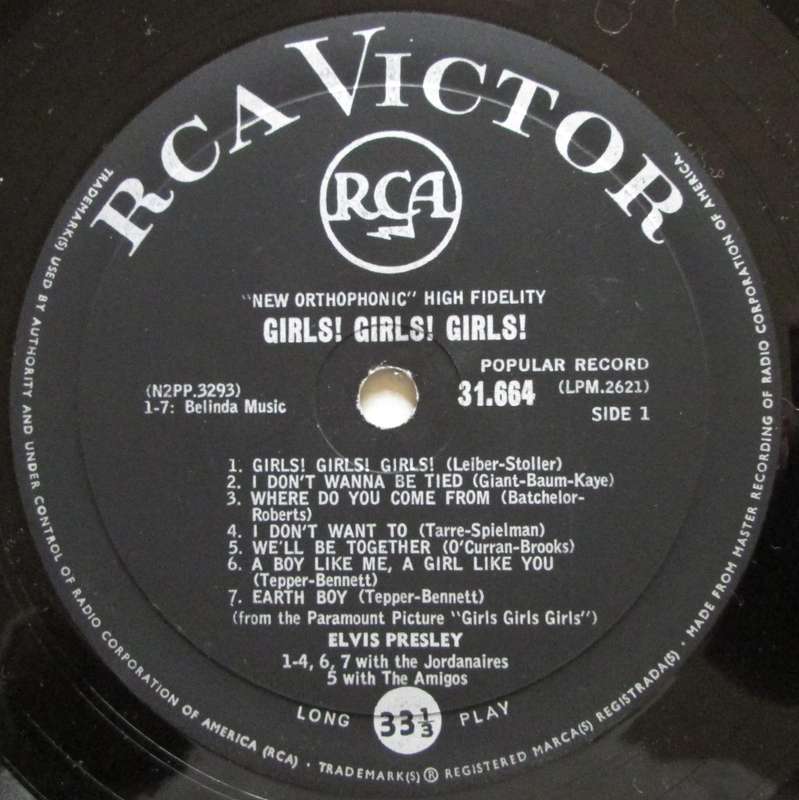 RCA VICTOR
RCA
"NEW ORTHOPHONIC" HIGH FIDELITY
GIRLS! GIRLS! GIRLS!
POPULAR RECORD
(N2PP.3293)
1-7: Belinda Music
31.664 (LPM.2621)
SIDE 1
1. GIRLS! GIRLS! GIRLS! (Leiber-Stoller)
2. I DON'T WANNA BE TIED (Giant-Baum-Kaye)
3. WHERE DO YOU COME FROM (Batchelor-
Roberts)
4. I DON'T WANT TO (Tarre-Spielman)
5. WE'LL BE TOGETHER (O'Curran-Brooks)
6. A BOY LIKE ME, A GIRL LIKE YOU
(Tepper-Bennett)
7. EARTH BOY (Tepper-Bennett)
(from the Paramount Picture "Girls Girls Girls")
ELVIS PRESLEY
1-4, 6, 7 with the Jordanaires
5 with The Amigos
LONG 33⅓ PLAY
TRADEMARK(S) USED BY AUTHORITY AND UNDER CONTROL OF RADIO CORPORATION OF AMERICA (RCA) · TRADEMARK(S) ® REGISTERED MARCA(S) REGISTRADA(S) · MADE FROM MASTER RECORDING OF RADIO CORPORATION OF AMERICA.